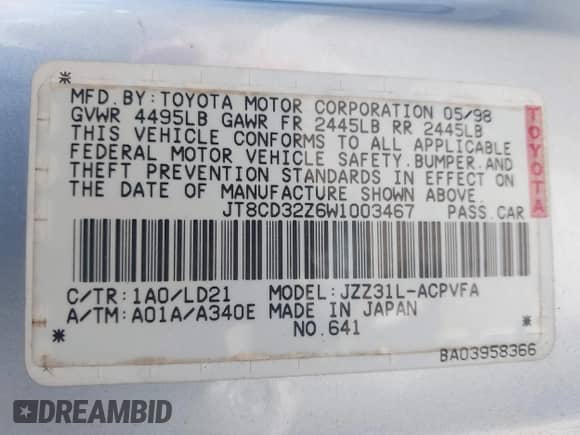 MFD.BY:TOYOTA MOTOR CORPORATION 05/98
GVWR 4495LB GAWR FR 2445LB RR 2445LB
THIS VEHICLE CONFORMS TO ALL APPLICABLE
FEDERAL MOTOR VEHICLE SAFETY.BUMPER.AND
THEFT PREVENTION STANDARDS IN EFFECT ON
THE DATE OF MANUFACTURE SHOWN ABOVE.
TOYOTA
JT8CD32Z6W1003467 PASS.CAR
C/TR:1A0/LD21 MODEL:JZZ31L-ACPVFA
A/TM:A01A/A340E MADE IN JAPAN
NO.641
BA03958366
DREAMBID